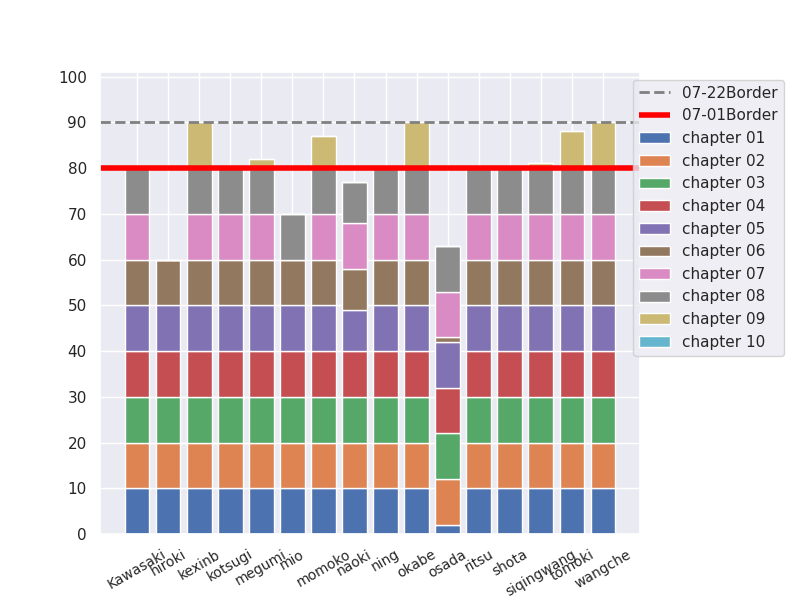 100
90
80
70
60
50
40
30
20
10
0
07-22Border
07-01Border
chapter 01
chapter 02
chapter 03
chapter 04
chapter 05
chapter 06
chapter 07
chapter 08
chapter 09
chapter 10
Kawasaki
hiroki
kexinb
kotsugi
megumi
mio
momoko
naoki
ning
okabe
osada
ritsu
shota
siqingwang
tomoki
wangche